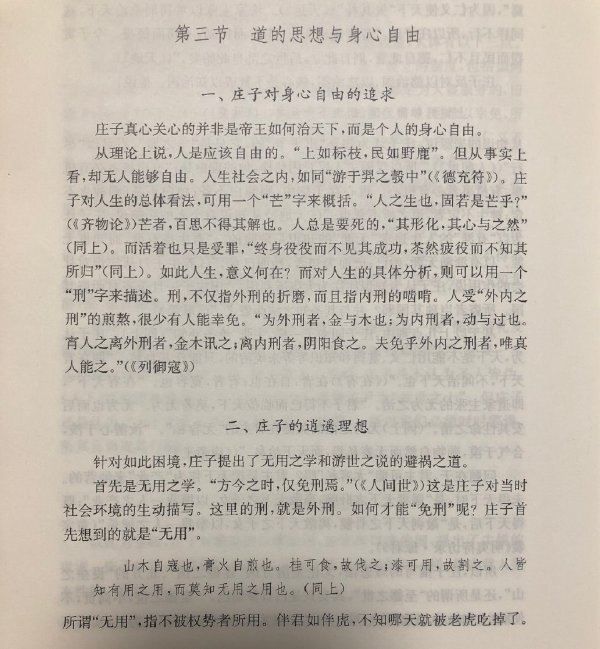 第三节 道的思想与身心自由
一、庄子对身心自由的追求
庄子真心关心的并非是帝王如何治天下,而是个人的身心自由。
从理论上说,人是应该自由的。“上如标枝,民如野鹿”。但从事实上
看,却无人能够自由。人生社会之内,如同“游于羿之彀中”(《德充符》)。庄
子对人生的总体看法,可用一个“芒”字来概括。“人之生也,固若是芒乎?”
(《齐物论》)芒者,百思不得其解也。人总是要死的,“其形化,其心与之然”
(同上)。而活着也只是受罪,“终身役役而不见其成功,苶然疲役而不知其
所归”(同上)。如此人生,意义何在? 而对人生的具体分析,则可以用一个
“刑”字来描述。刑,不仅指外刑的折磨,而且指内刑的啮啃。人受“外内之
刑”的煎熬,很少有人能幸免。“为外刑者,金与木也;为内刑者,动与过也。
宵人之离外刑者,金木讯之;离内刑者,阴阳食之。夫免乎外内之刑者,唯真
人能之。”(《列御寇》)
二、庄子的逍遥理想
针对如此困境,庄子提出了无用之学和游世之说的避祸之道。
首先是无用之学。“方今之时,仅免刑焉。”(《人间世》)这是庄子对当时
社会环境的生动描写。这里的刑,就是外刑。如何才能“免刑”呢? 庄子首
先想到的就是“无用”。
山木自寇也,膏火自煎也。桂可食,故伐之;漆可用,故割之。人皆
知有用之用,而莫知无用之用也。(同上)
所谓“无用”,指不被权势者所用。伴君如伴虎,不知哪天就被老虎吃掉了。